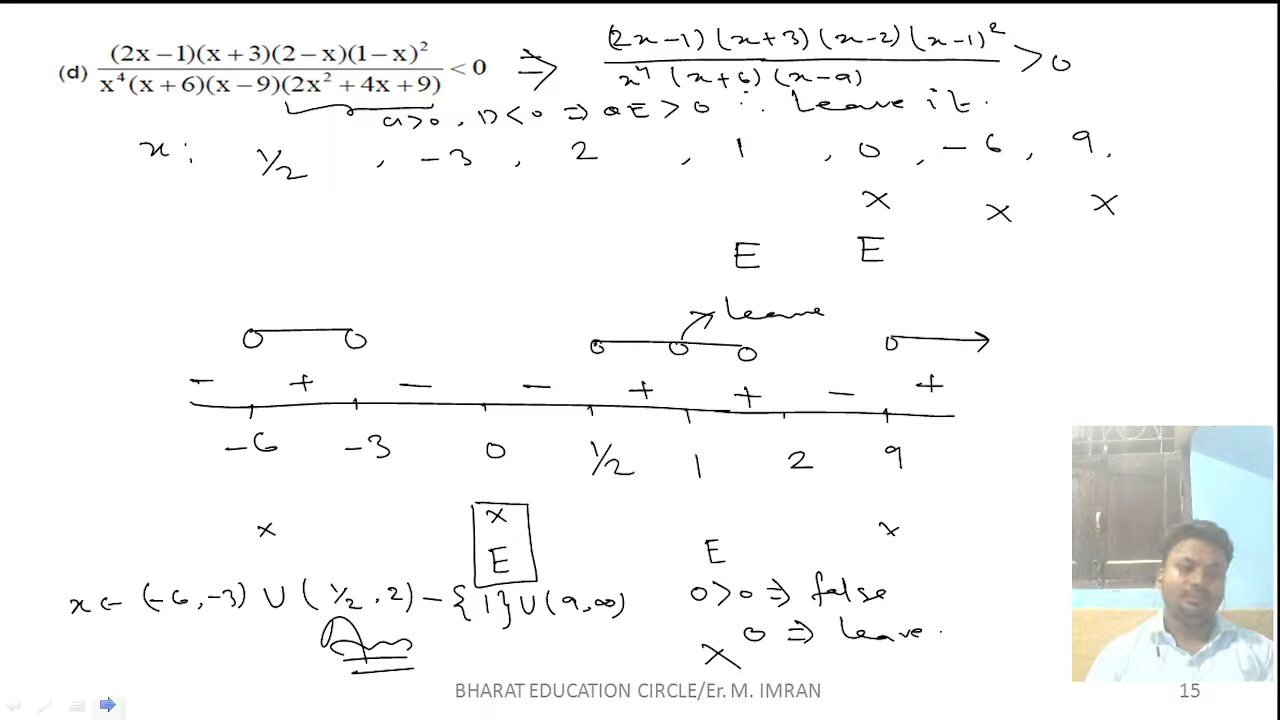 (d) (2x − 1)(x + 3)(2 − x)(1 − x)² / x⁴(x + 6)(x − 9)(2x² + 4x + 9) < 0 ⇒ (2x−1)(x+3)(x−2)(x−1)² / x⁴(x+6)(x−9) > 0
a>0, D<0 ⇒ QE>0 ∴ Leave it.
x: 1/2, −3, 2, 1, 0, −6, 9.
x x x
E E
Leave
− + − − + + − +
−6 −3 0 1/2 1 2 9
x x x
E E
x ∈ (−6,−3) ∪ (1/2, 2) − {1} ∪ (9,∞) 0>0 ⇒ false
Ans 0 ⇒ leave.
x
BHARAT EDUCATION CIRCLE/Er. M. IMRAN 15